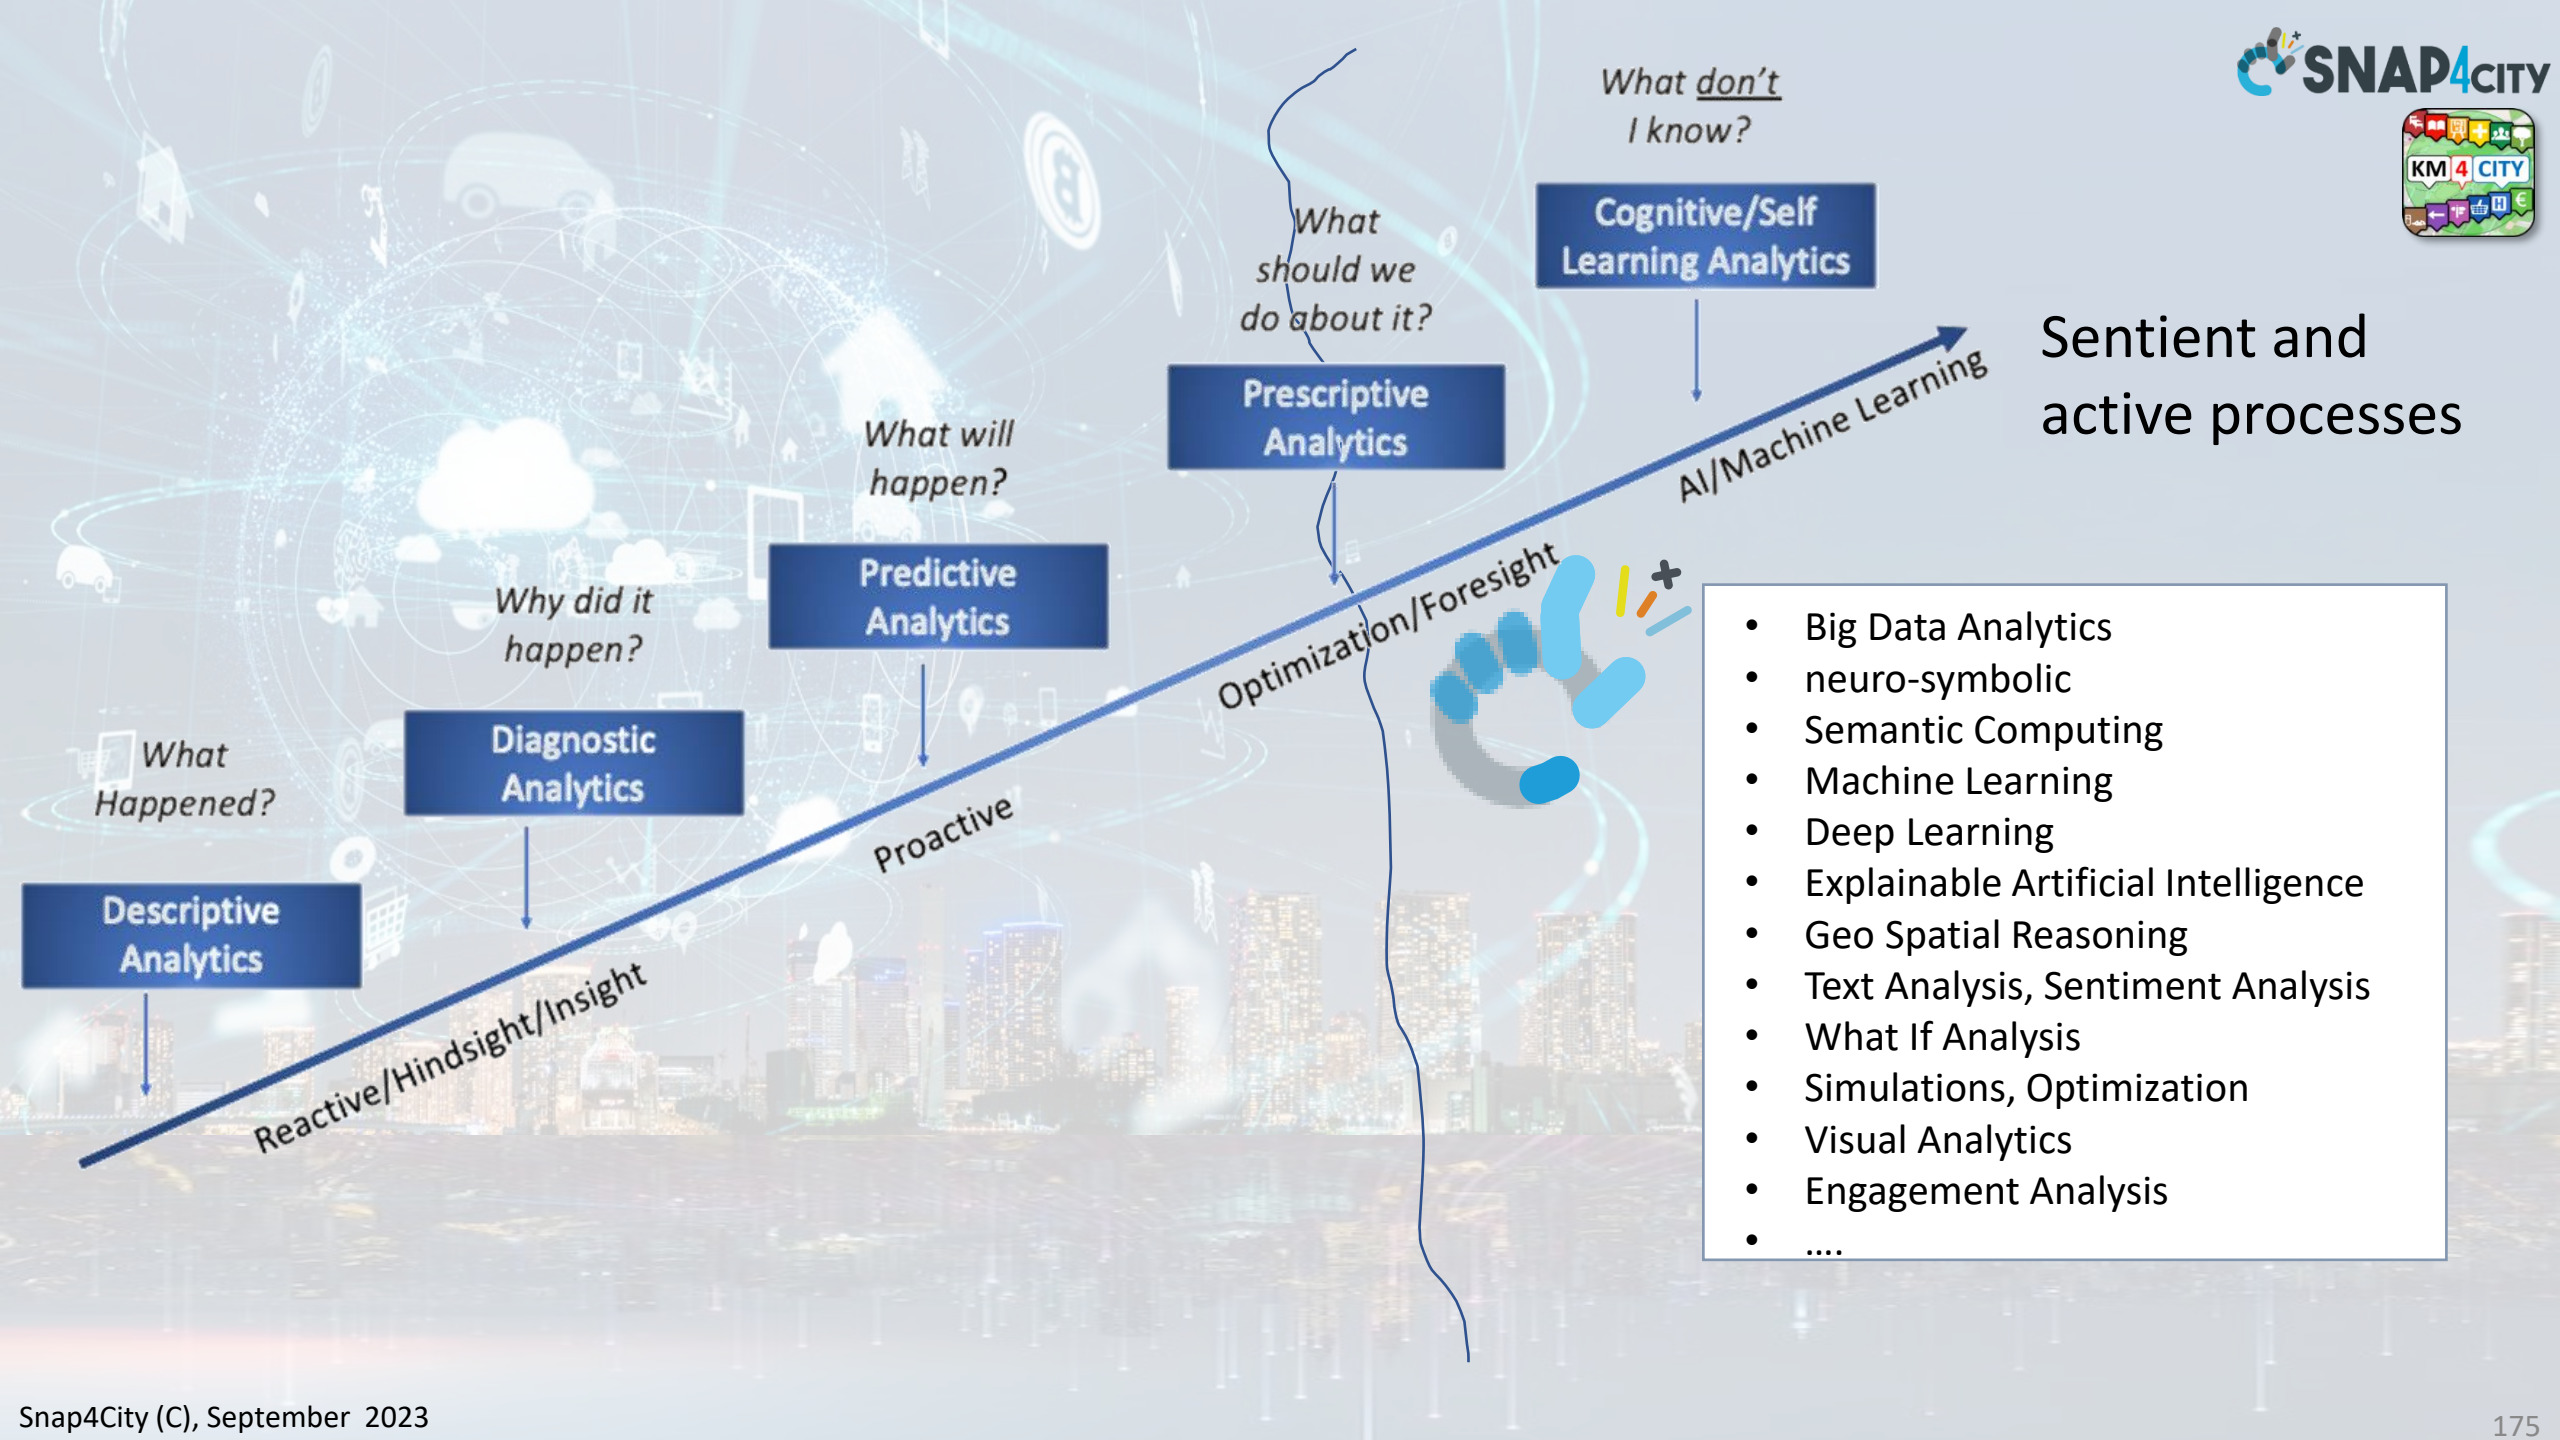 SNAP4CITY
KM 4 CITY
H €
What don't
I know?
Cognitive/Self
Learning Analytics
What
should we
do about it?
Prescriptive
Analytics
Sentient and
active processes
AI/Machine Learning
What will
happen?
Predictive
Analytics
Optimization/Foresight
Why did it
happen?
Diagnostic
Analytics
Proactive
What
Happened?
Descriptive
Analytics
Reactive/Hindsight/Insight
• Big Data Analytics
• neuro-symbolic
• Semantic Computing
• Machine Learning
• Deep Learning
• Explainable Artificial Intelligence
• Geo Spatial Reasoning
• Text Analysis, Sentiment Analysis
• What If Analysis
• Simulations, Optimization
• Visual Analytics
• Engagement Analysis
• ....
Snap4City (C), September 2023
175